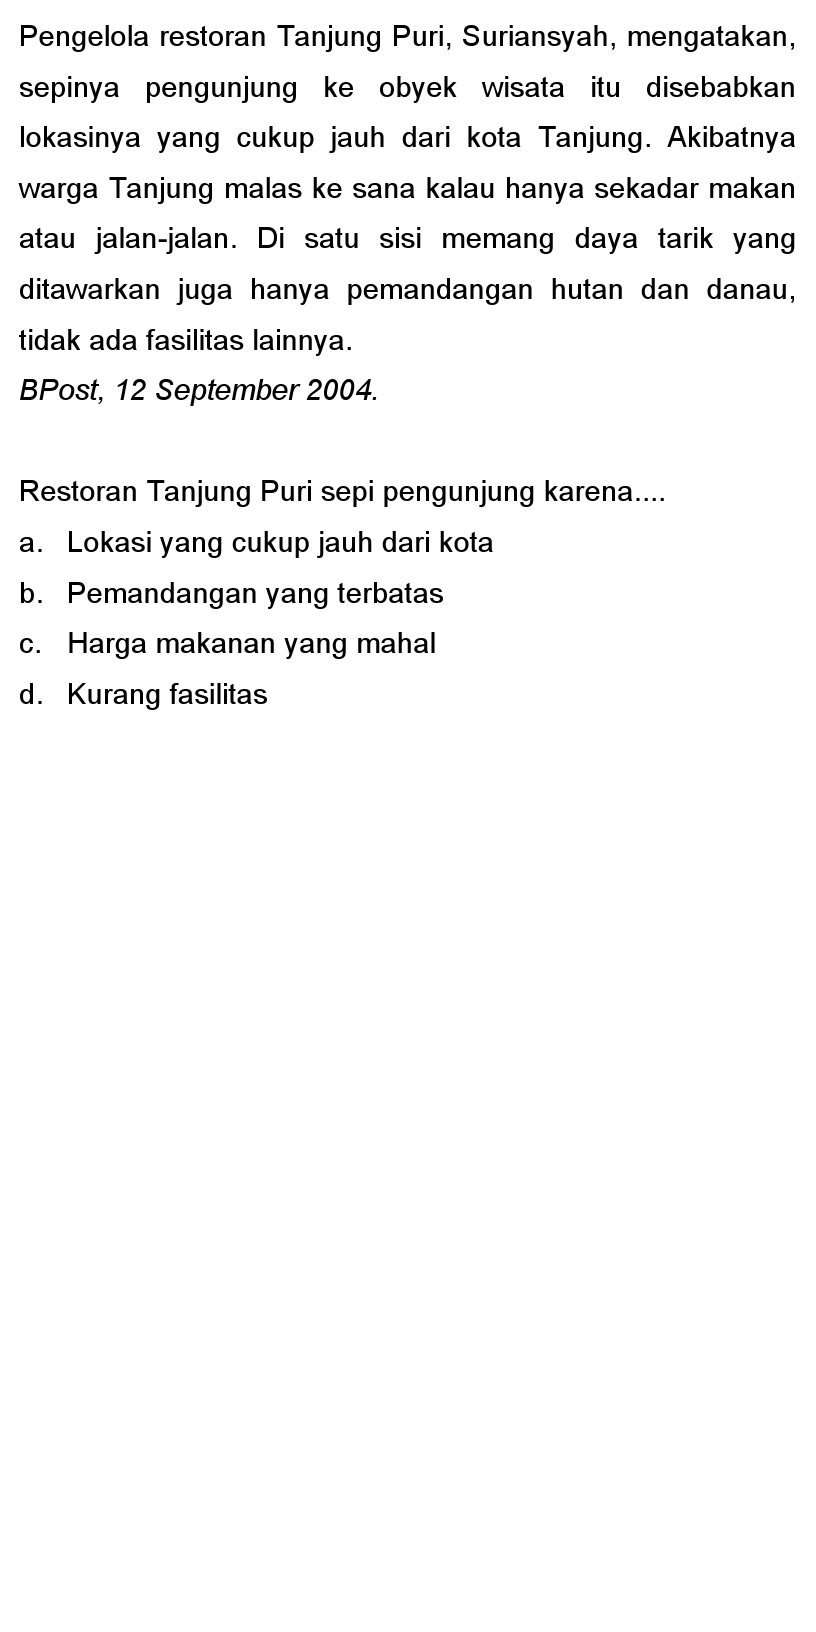 Pengelola restoran Tanjung Puri, Suriansyah, mengatakan,
sepinya pengunjung ke obyek wisata itu disebabkan
lokasinya yang cukup jauh dari kota Tanjung. Akibatnya
warga Tanjung malas ke sana kalau hanya sekadar makan
atau jalan-jalan. Di satu sisi memang daya tarik yang
ditawarkan juga hanya pemandangan hutan dan danau,
tidak ada fasilitas lainnya.
BPost, 12 September 2004.
Restoran Tanjung Puri sepi pengunjung karena....
a. Lokasi yang cukup jauh dari kota
b. Pemandangan yang terbatas
c. Harga makanan yang mahal
d. Kurang fasilitas